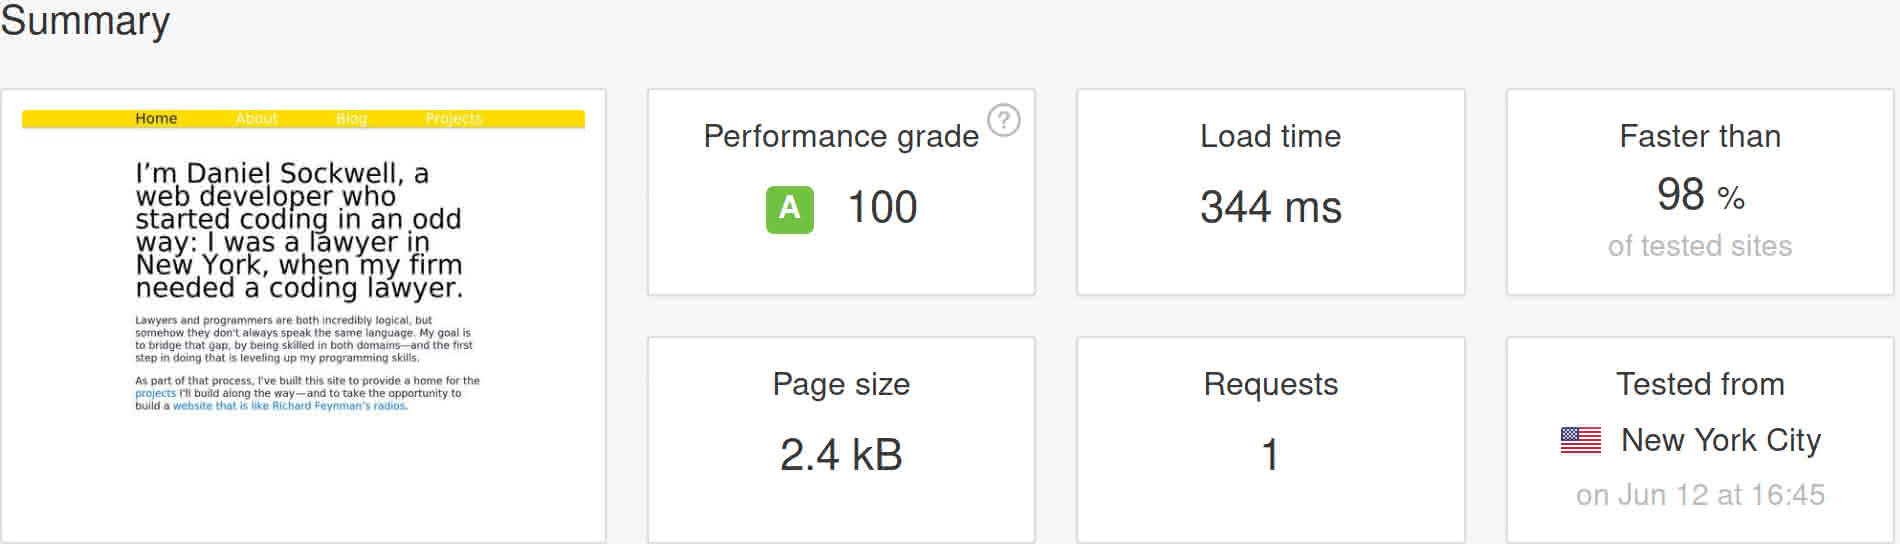 Summary
Home About Blog Projects
I’m Daniel Sockwell, a
web developer who
started coding in an odd
way: I was a lawyer in
New York, when my firm
needed a coding lawyer.
Lawyers and programmers are both incredibly logical, but
somehow they don't always speak the same language. My goal is
to bridge that gap, by being skilled in both domains—and the first
step in doing that is leveling up my programming skills.
As part of that process, I've built this site to provide a home for the
projects I'll build along the way—and to take the opportunity to
build a website that is like Richard Feynman's radios.
Performance grade ?
A 100
Load time
344 ms
Faster than
98 %
of tested sites
Page size
2.4 kB
Requests
1
Tested from
New York City
on Jun 12 at 16:45